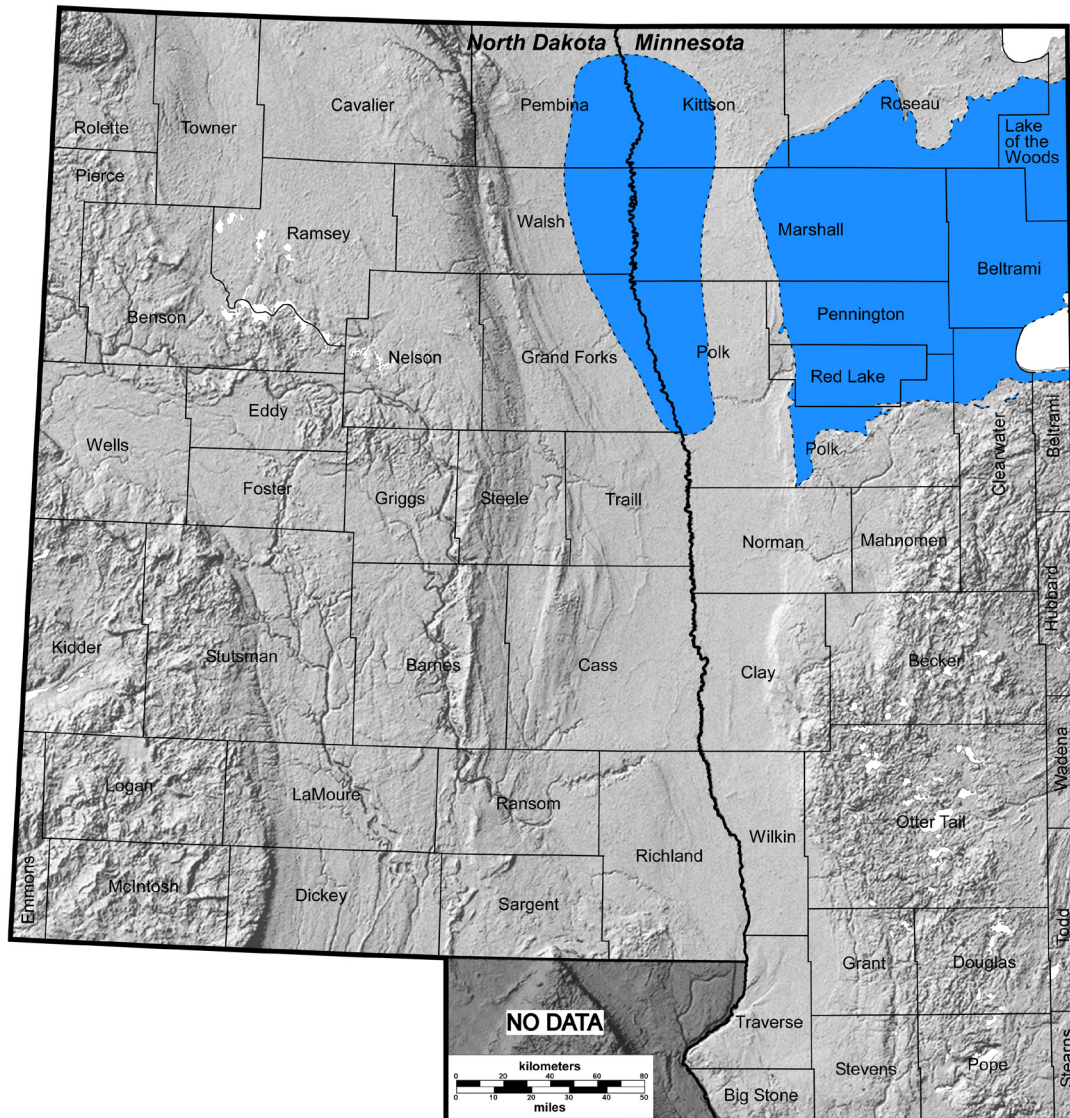 North Dakota Minnesota
Cavalier
Pembina
Kittson
Roseau
Rolette
Towner
Lake
of the
Woods
Pierce
Walsh
Ramsey
Marshall
Beltrami
Benson
Pennington
Nelson
Grand Forks
Polk
Red Lake
Eddy
Wells
Polk
Clearwater
Beltrami
Foster
Griggs
Steele
Traill
Norman
Mahnomen
Hubbard
Kidder
Stutsman
Barnes
Cass
Clay
Becker
Wadena
Logan
LaMoure
Ransom
Otter Tail
Wilkin
Richland
Emmons
McIntosh
Dickey
Sargent
Todd
Grant
Douglas
NO DATA
Traverse
Stearns
Stevens
Pope
Big Stone
kilometers
0 20 40 60 80
0 10 20 30 40 50
miles